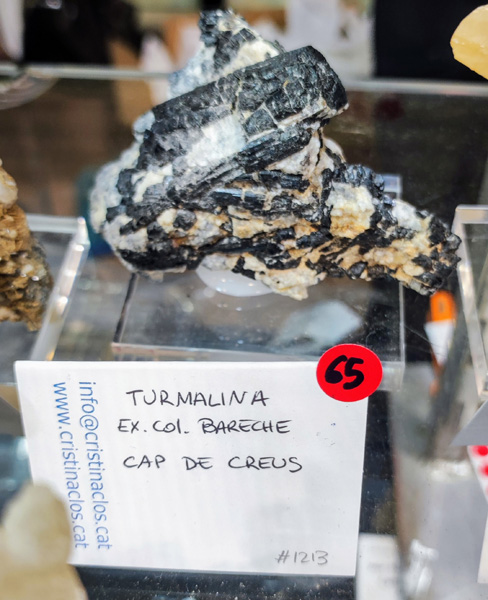 65
TURMALINA
EX. COL. BARECHE
CAP DE CREUS
#1213
info@cristinaclos.cat
www.cristinaclos.cat